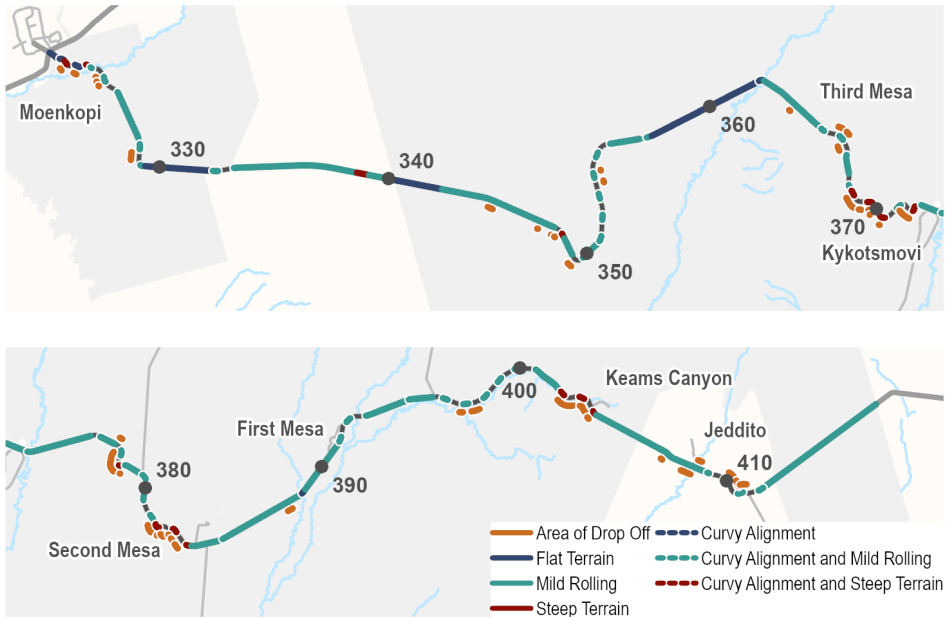 Moenkopi
330
340
350
360
Third Mesa
370
Kykotsmovi
380
Second Mesa
First Mesa
390
400
Keams Canyon
Jeddito
410
Area of Drop Off
Flat Terrain
Mild Rolling
Steep Terrain
Curvy Alignment
Curvy Alignment and Mild Rolling
Curvy Alignment and Steep Terrain